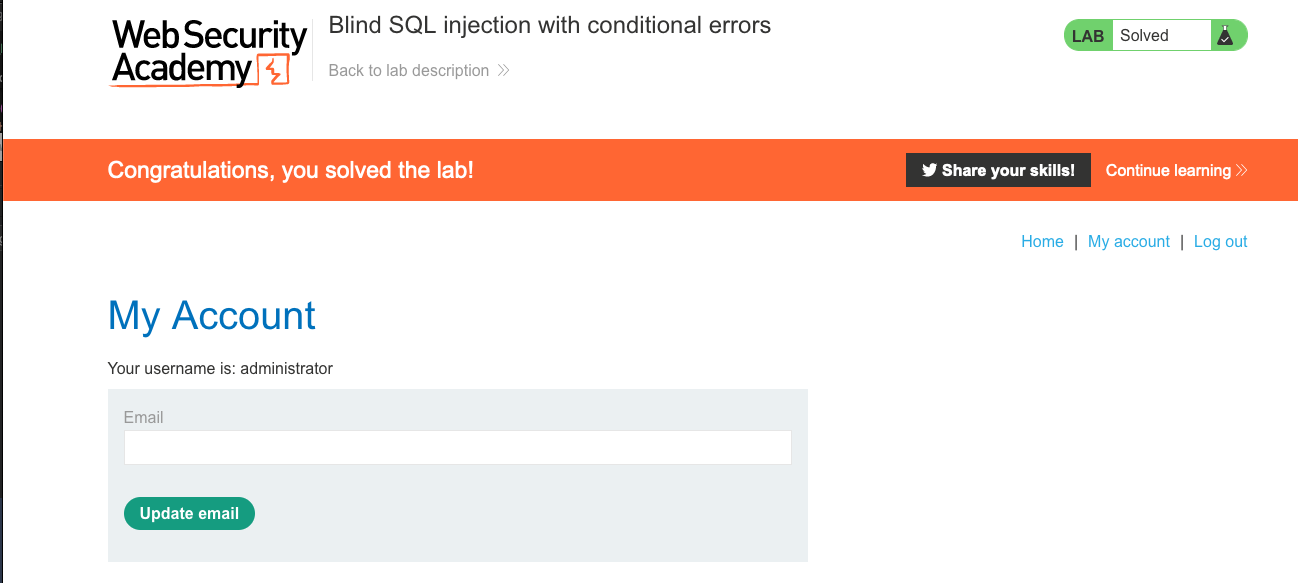 Web Security
Academy
Blind SQL injection with conditional errors
Back to lab description
LAB Solved
Congratulations, you solved the lab!
Share your skills!
Continue learning
Home | My account | Log out
My Account
Your username is: administrator
Email
Update email